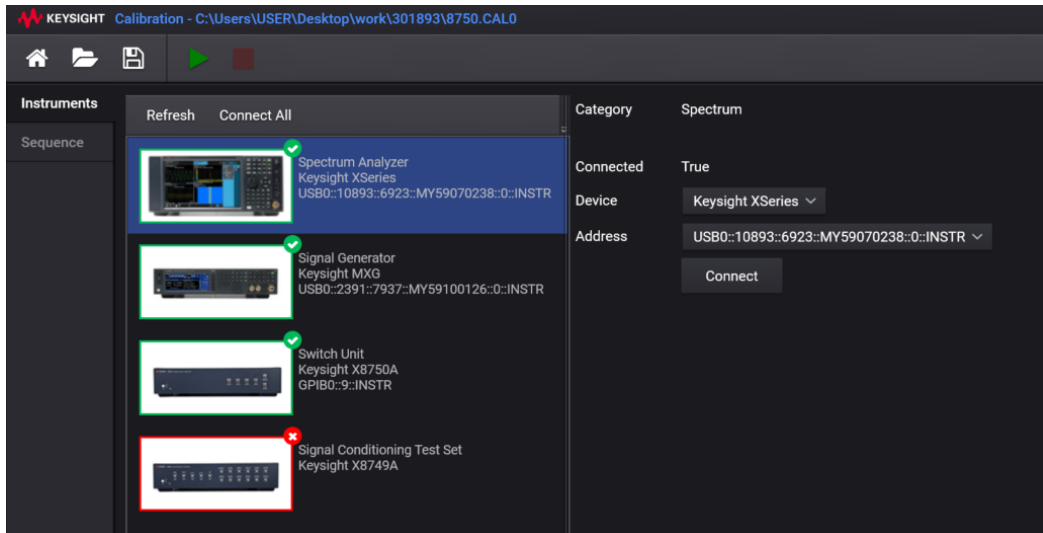 KEYSIGHT Calibration - C:\Users\USER\Desktop\work\301893\8750.CAL0
Instruments
Sequence
Refresh Connect All
Spectrum Analyzer
Keysight XSeries
USB0::10893::6923::MY59070238::0::INSTR
Signal Generator
Keysight MXG
USB0::2391::7937::MY59100126::0::INSTR
Switch Unit
Keysight X8750A
GPIB0::9::INSTR
Signal Conditioning Test Set
Keysight X8749A
Category Spectrum
Connected True
Device Keysight XSeries
Address USB0::10893::6923::MY59070238::0::INSTR
Connect